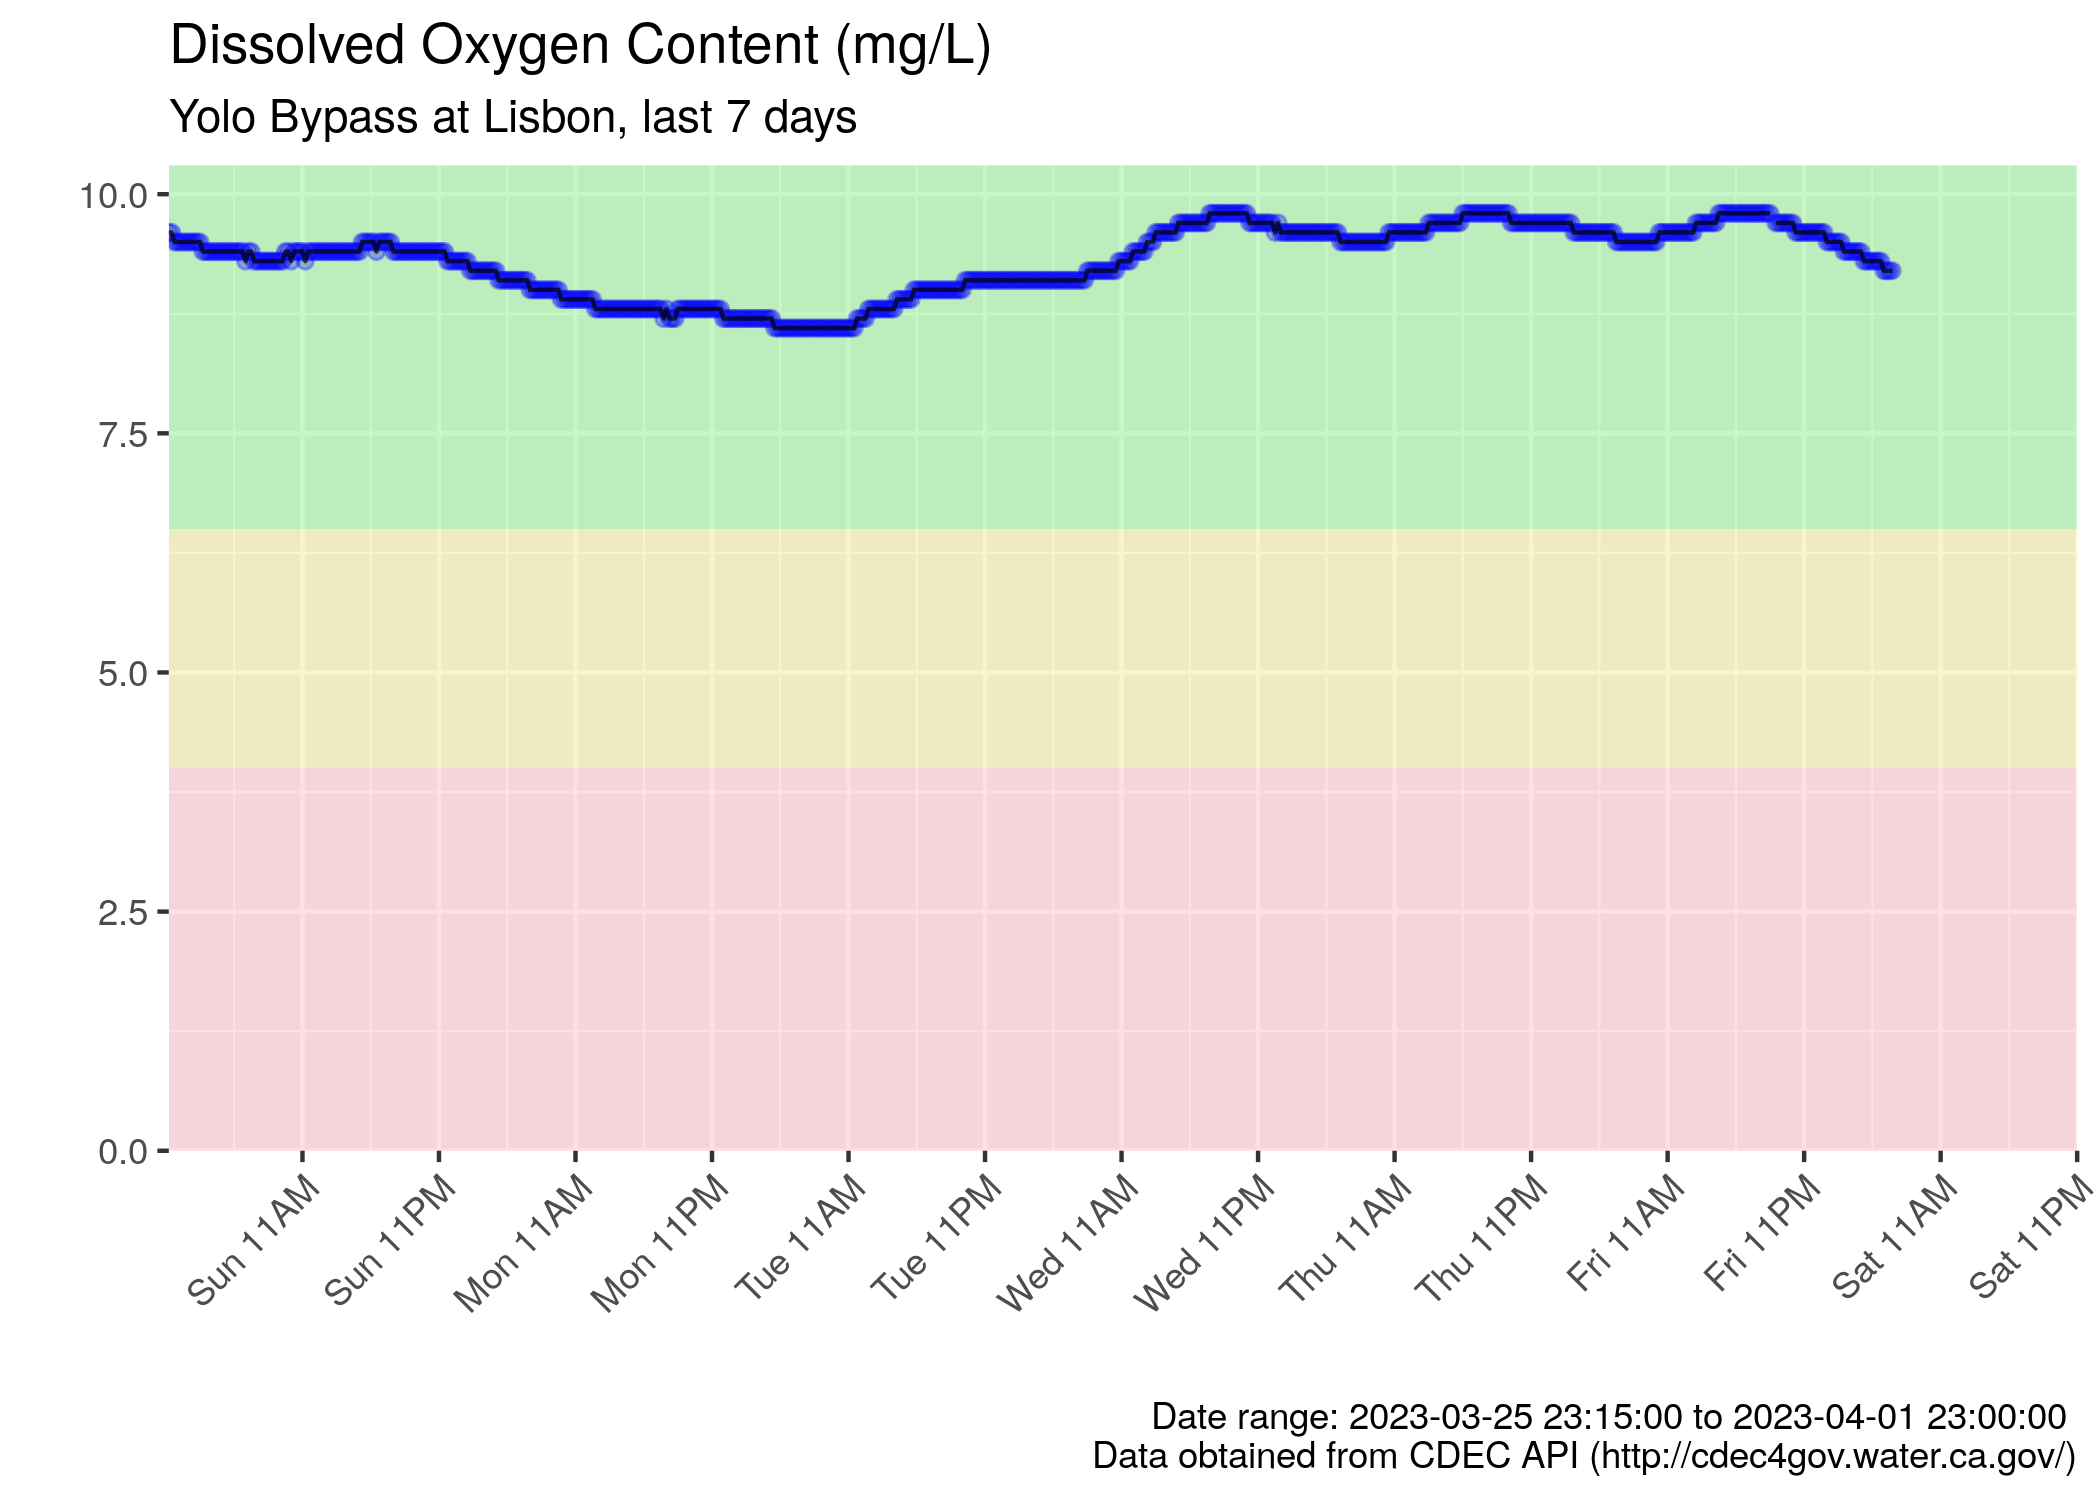 Dissolved Oxygen Content (mg/L)
Yolo Bypass at Lisbon, last 7 days
10.0
7.5
5.0
2.5
0.0
Sun 11AM
Sun 11PM
Mon 11AM
Mon 11PM
Tue 11AM
Tue 11PM
Wed 11AM
Wed 11PM
Thu 11AM
Thu 11PM
Fri 11AM
Fri 11PM
Sat 11AM
Sat 11PM
Date range: 2023-03-25 23:15:00 to 2023-04-01 23:00:00
Data obtained from CDEC API (http://cdec4gov.water.ca.gov/)